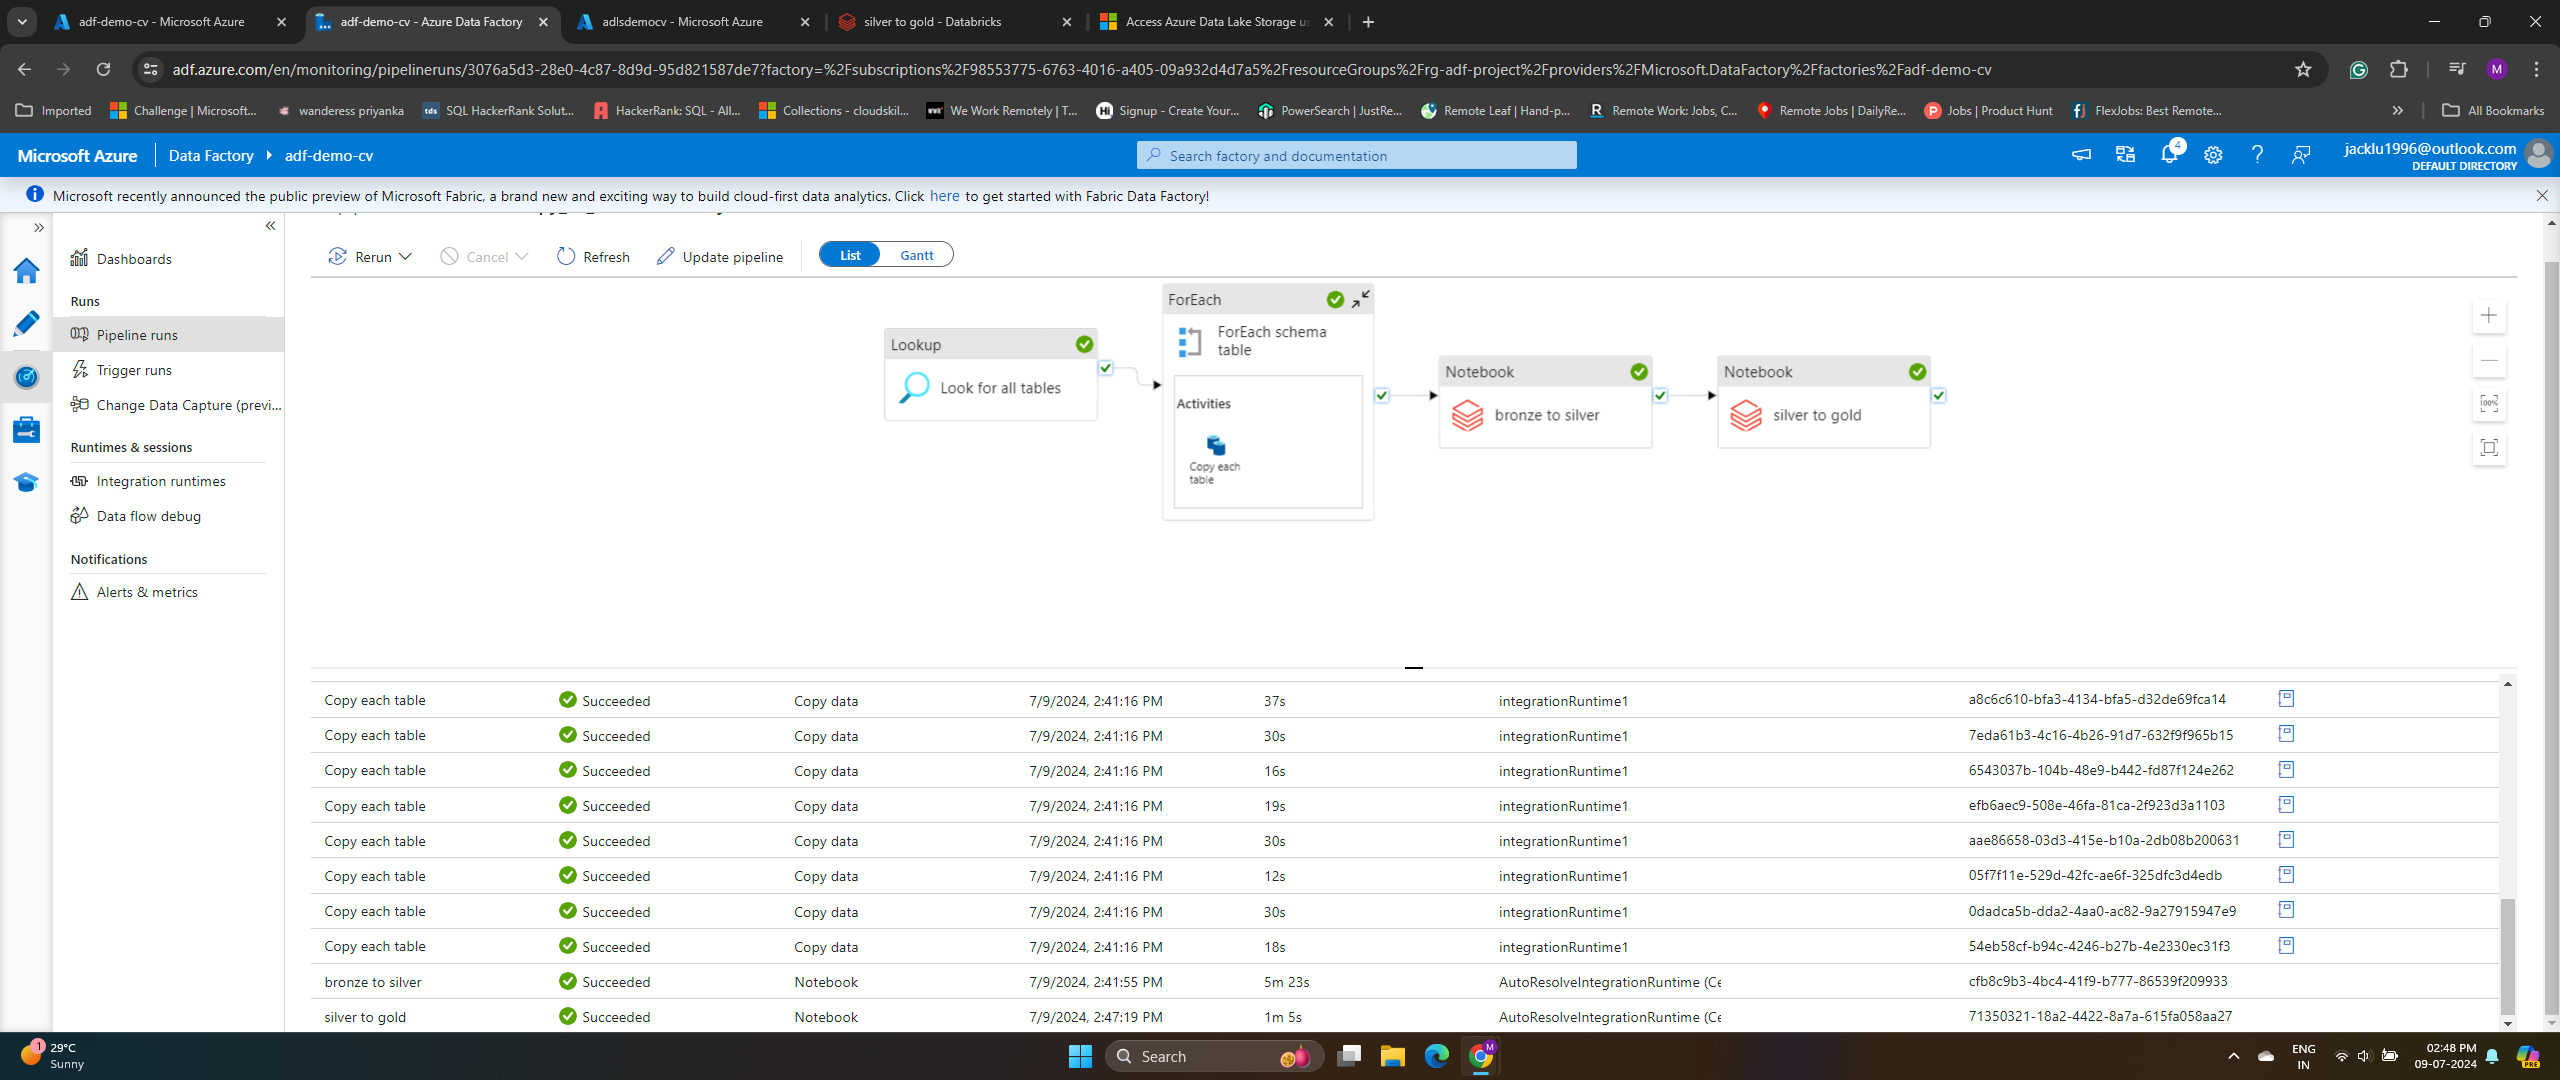 adf-demo-cv - Microsoft Azure
adf-demo-cv - Azure Data Factory
adlsdemocv - Microsoft Azure
silver to gold - Databricks
Access Azure Data Lake Storage us
adf.azure.com/en/monitoring/pipelineruns/3076a5d3-28e0-4c87-8d9d-95d821587de7?factory=%2Fsubscriptions%2F98553775-6763-4016-a405-09a932d4d7a5%2FresourceGroups%2Frg-adf-project%2Fproviders%2FMicrosoft.DataFactory%2Ffactories%2Fadf-demo-cv
M
Imported
Challenge | Microsoft...
wanderess priyanka
tds SQL HackerRank Solut...
HackerRank: SQL - All...
Collections - cloudskil...
We Work Remotely | T...
Signup - Create Your...
PowerSearch | JustRe...
Remote Leaf | Hand-p...
Remote Work: Jobs, C...
Remote Jobs | DailyRe...
Jobs | Product Hunt
FlexJobs: Best Remote...
All Bookmarks
Microsoft Azure
Data Factory
adf-demo-cv
Search factory and documentation
4
jacklu1996@outlook.com
DEFAULT DIRECTORY
Microsoft recently announced the public preview of Microsoft Fabric, a brand new and exciting way to build cloud-first data analytics. Click here to get started with Fabric Data Factory!
Dashboards
Runs
Pipeline runs
Trigger runs
Change Data Capture (previ...
Runtimes & sessions
Integration runtimes
Data flow debug
Notifications
Alerts & metrics
Rerun
Cancel
Refresh
Update pipeline
List
Gantt
Lookup
Look for all tables
ForEach
ForEach schema
table
Activities
Copy each
table
Notebook
bronze to silver
Notebook
silver to gold
100%
Copy each table Succeeded Copy data 7/9/2024, 2:41:16 PM 37s integrationRuntime1 a8c6c610-bfa3-4134-bfa5-d32de69fca14
Copy each table Succeeded Copy data 7/9/2024, 2:41:16 PM 30s integrationRuntime1 7eda61b3-4c16-4b26-91d7-632f9f965b15
Copy each table Succeeded Copy data 7/9/2024, 2:41:16 PM 16s integrationRuntime1 6543037b-104b-48e9-b442-fd87f124e262
Copy each table Succeeded Copy data 7/9/2024, 2:41:16 PM 19s integrationRuntime1 efb6aec9-508e-46fa-81ca-2f923d3a1103
Copy each table Succeeded Copy data 7/9/2024, 2:41:16 PM 30s integrationRuntime1 aae86658-03d3-415e-b10a-2db08b200631
Copy each table Succeeded Copy data 7/9/2024, 2:41:16 PM 12s integrationRuntime1 05f7f11e-529d-42fc-ae6f-325dfc3d4edb
Copy each table Succeeded Copy data 7/9/2024, 2:41:16 PM 30s integrationRuntime1 0dadca5b-dda2-4aa0-ac82-9a27915947e9
Copy each table Succeeded Copy data 7/9/2024, 2:41:16 PM 18s integrationRuntime1 54eb58cf-b94c-4246-b27b-4e2330ec31f3
bronze to silver Succeeded Notebook 7/9/2024, 2:41:55 PM 5m 23s AutoResolveIntegrationRuntime (Ce cfb8c9b3-4bc4-41f9-b777-86539f209933
silver to gold Succeeded Notebook 7/9/2024, 2:47:19 PM 1m 5s AutoResolveIntegrationRuntime (Ce 71350321-18a2-4422-8a7a-615fa058aa27
1
29°C
Sunny
Search
M
ENG
IN
02:48 PM
09-07-2024
PRE